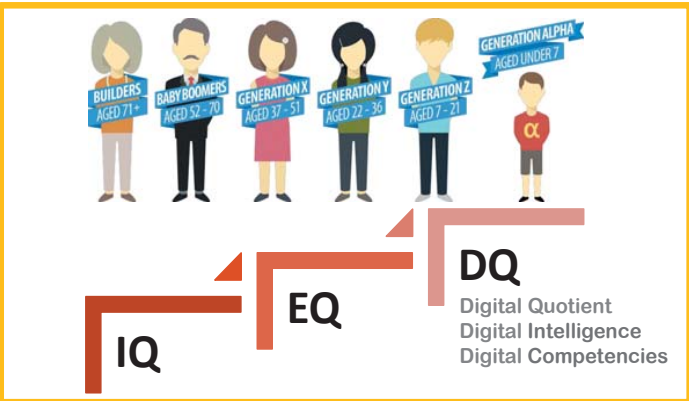 BUILDERS
AGED 71+
BABY BOOMERS
AGED 52 - 70
GENERATION X
AGED 37 - 51
GENERATION Y
AGED 22 - 36
GENERATION Z
AGED 7 - 21
GENERATION ALPHA
AGED UNDER 7
α
IQ
EQ
DQ
Digital Quotient
Digital Intelligence
Digital Competencies